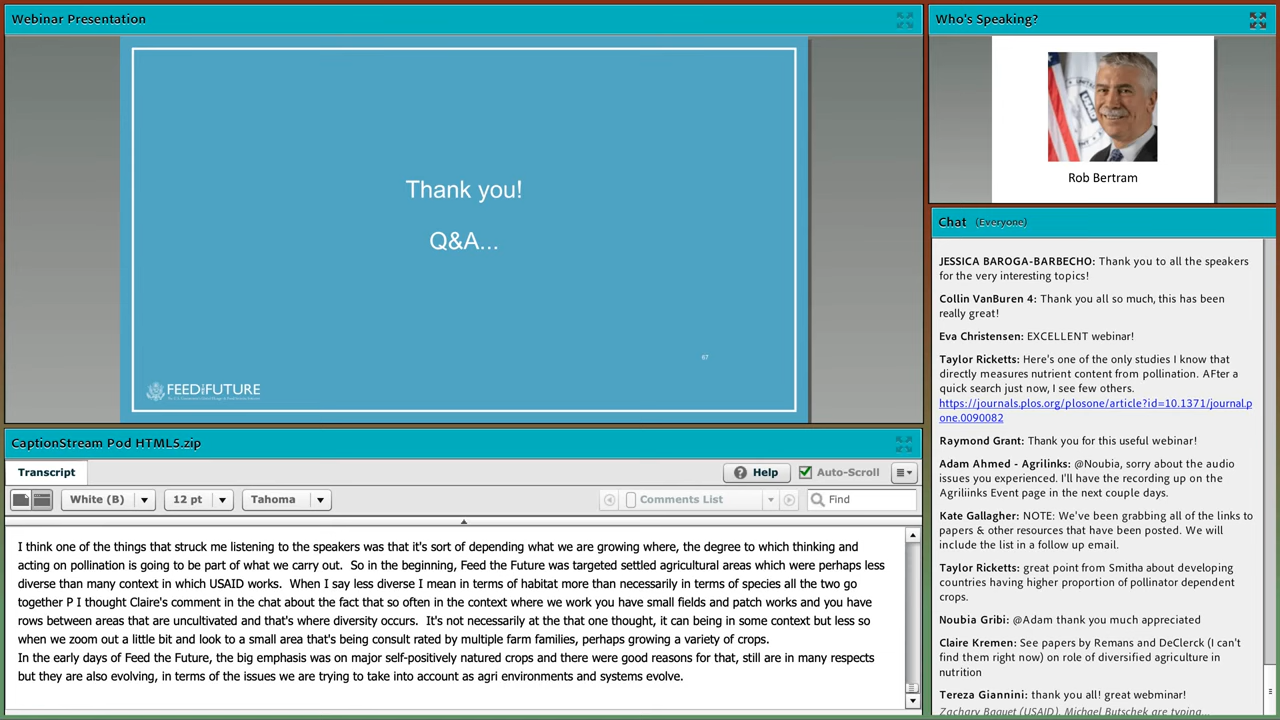 Webinar Presentation
Thank you!
Q&A...
67
FEEDtheFUTURE
CaptionStream Pod HTML5.zip
Transcript
Help
Auto-Scroll
White (B)
12 pt
Tahoma
Comments List
Find
I think one of the things that struck me listening to the speakers was that it's sort of depending what we are growing where, the degree to which thinking and
acting on pollination is going to be part of what we carry out.  So in the beginning, Feed the Future was targeted settled agricultural areas which were perhaps less
diverse than many context in which USAID works.  When I say less diverse I mean in terms of habitat more than necessarily in terms of species all the two go
together P I thought Claire's comment in the chat about the fact that so often in the context where we work you have small fields and patch works and you have
rows between areas that are uncultivated and that's where diversity occurs.  It's not necessarily at the that one thought, it can being in some context but less so
when we zoom out a little bit and look to a small area that's being consult rated by multiple farm families, perhaps growing a variety of crops.
In the early days of Feed the Future, the big emphasis was on major self-positively natured crops and there were good reasons for that, still are in many respects
but they are also evolving, in terms of the issues we are trying to take into account as agri environments and systems evolve.
Who's Speaking?
USAID
Rob Bertram
Chat (Everyone)
JESSICA BAROGA-BARBECHO: Thank you to all the speakers
for the very interesting topics!
Collin VanBuren 4: Thank you all so much, this has been
really great!
Eva Christensen: EXCELLENT webinar!
Taylor Ricketts: Here's one of the only studies I know that
directly measures nutrient content from pollination. AFter a
quick search just now, I see few others.
https://journals.plos.org/plosone/article?id=10.1371/journal.p
one.0090082
Raymond Grant: Thank you for this useful webinar!
Adam Ahmed - Agrilinks: @Noubia, sorry about the audio
issues you experienced. I'll have the recording up on the
Agriliinks Event page in the next couple days.
Kate Gallagher: NOTE: We've been grabbing all of the links to
papers & other resources that have been posted. We will
include the list in a follow up email.
Taylor Ricketts: great point from Smitha about developing
countries having higher proportion of pollinator dependent
crops.
Noubia Gribi: @Adam thank you much appreciated
Claire Kremen: See papers by Remans and DeClerck (I can't
find them right now) on role of diversified agriculture in
nutrition
Tereza Giannini: thank you all! great webminar!
Zachary Baquet (USAID), Michael Butschek are typing...